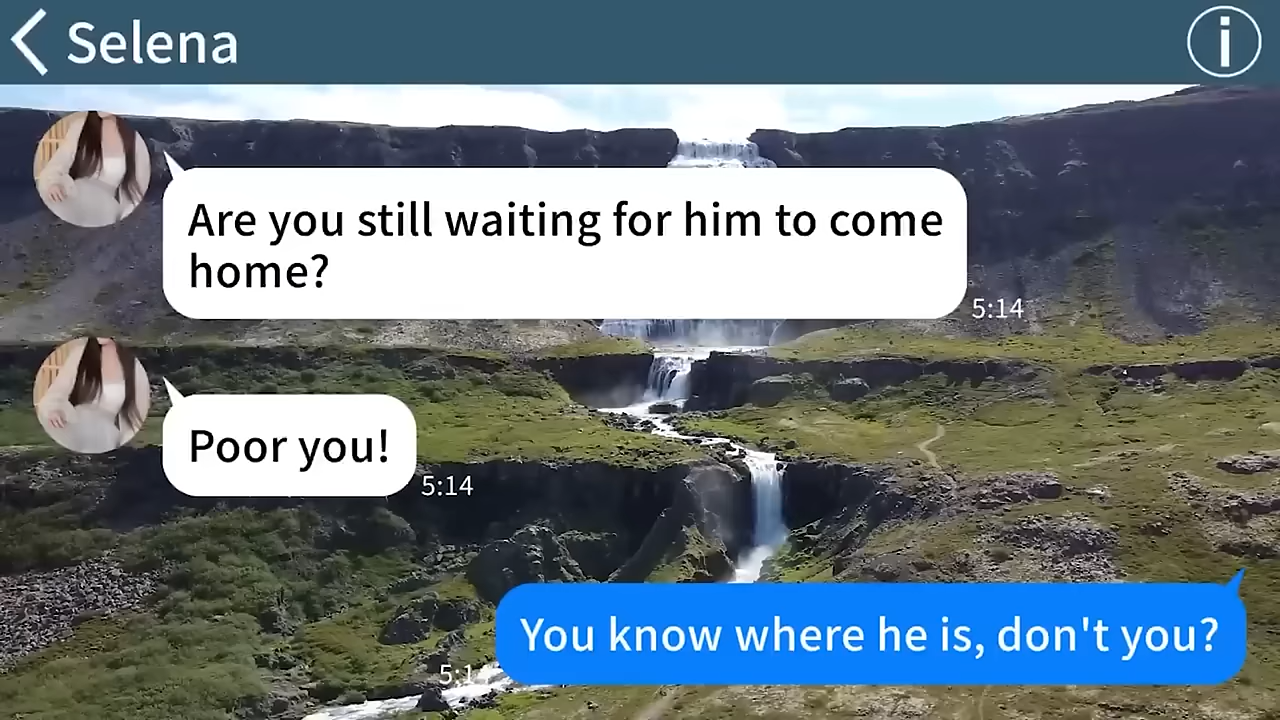 Selena
Are you still waiting for him to come
home?
5:14
Poor you!
5:14
You know where he is, don't you?